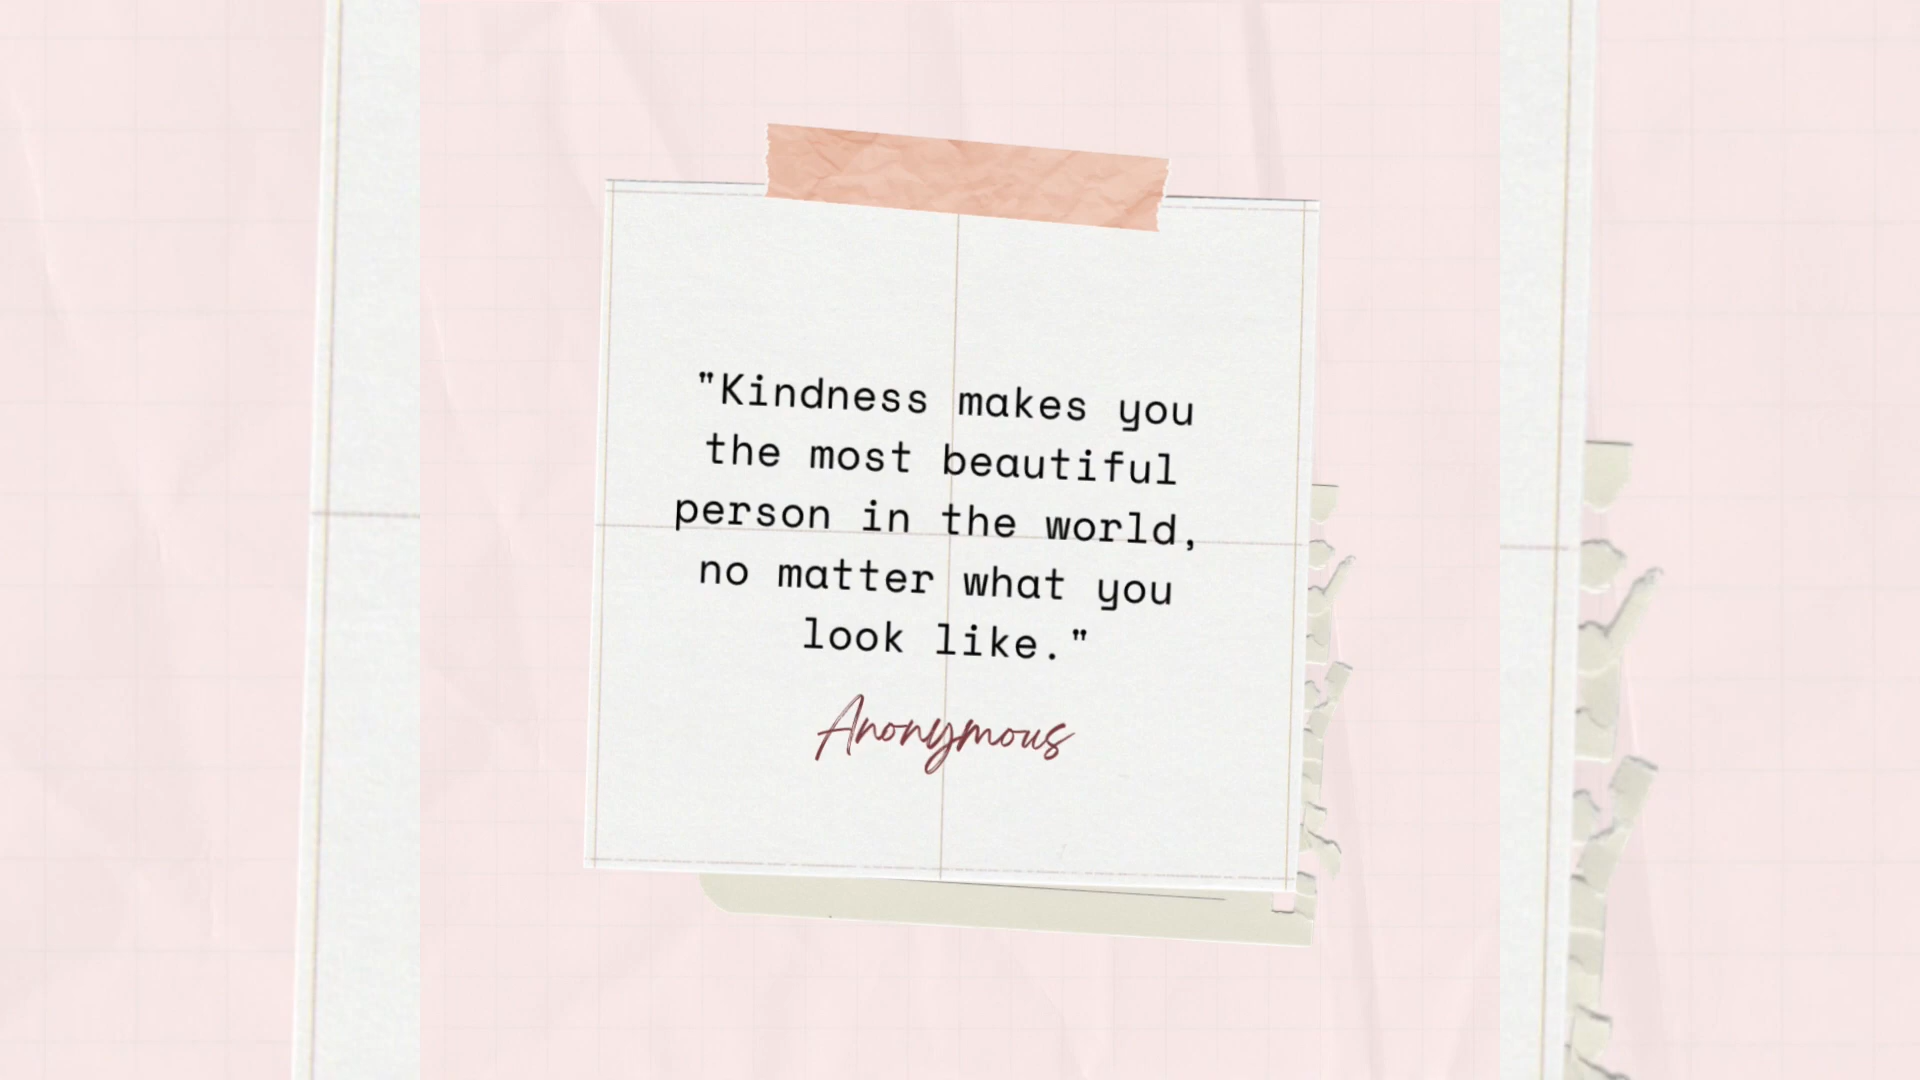 "Kindness makes you
the most beautiful
person in the world,
no matter what you
look like."
Anonymous